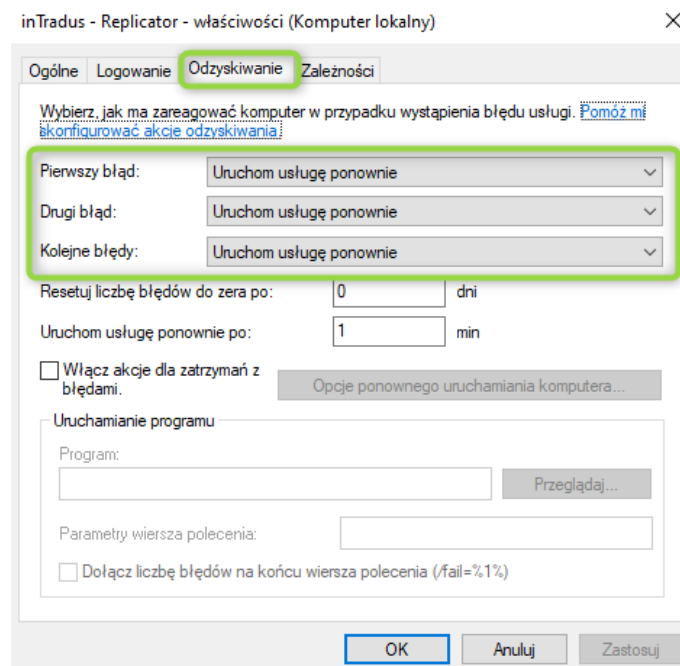 inTradus - Replicator - właściwości (Komputer lokalny)
Ogólne Logowanie Odzyskiwanie Zależności
Wybierz, jak ma zareagować komputer w przypadku wystąpienia błędu usługi. Pomóż mi
skonfigurować akcje odzyskiwania.
Pierwszy błąd: Uruchom usługę ponownie
Drugi błąd: Uruchom usługę ponownie
Kolejne błędy: Uruchom usługę ponownie
Resetuj liczbę błędów do zera po: 0 dni
Uruchom usługę ponownie po: 1 min
Włącz akcje dla zatrzymań z
błędami.
Opcje ponownego uruchamiania komputera...
Uruchamianie programu
Program:
Przeglądaj...
Parametry wiersza polecenia:
Dołącz liczbę błędów na końcu wiersza polecenia (/fail=%1%)
OK Anuluj Zastosuj